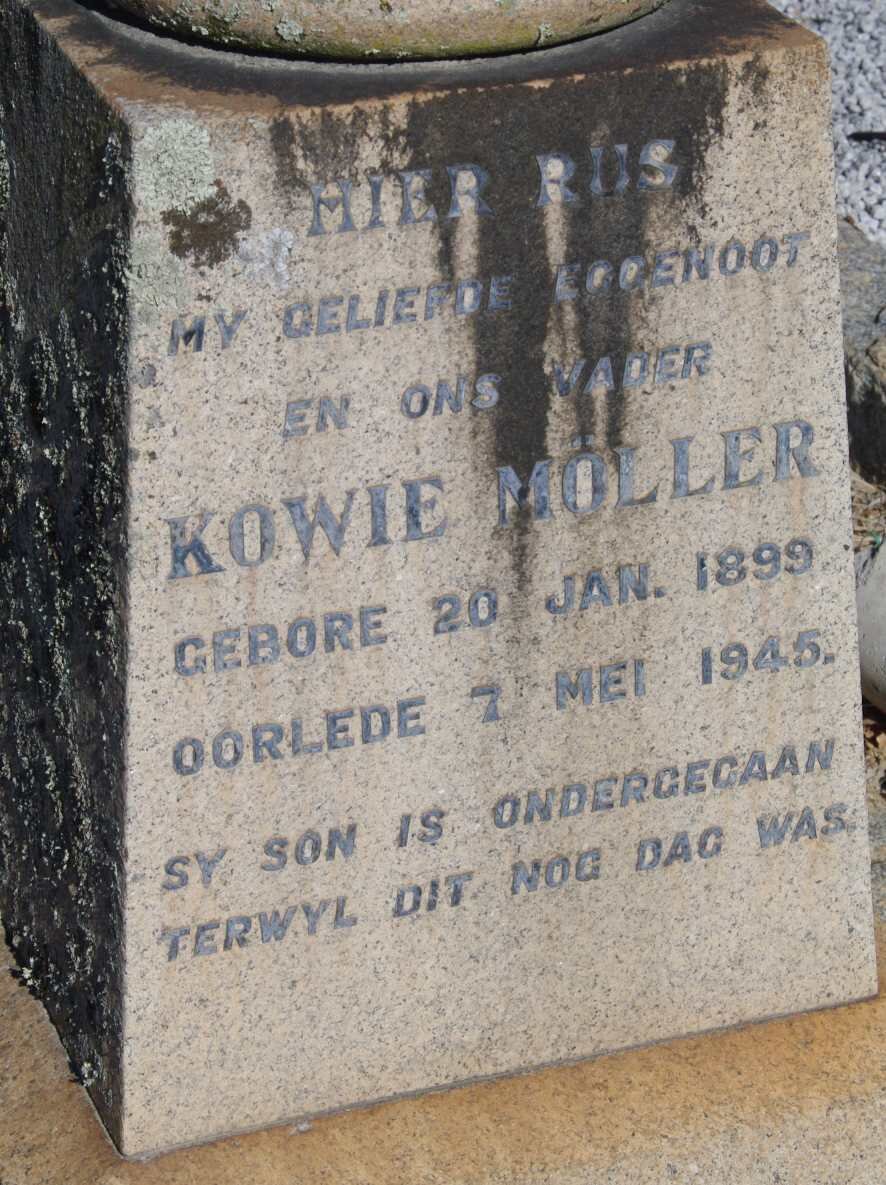 HIER RUS
MY GELIEFDE EGGENOOT
EN ONS VADER
KOWIE MÖLLER
GEBORE 20 JAN. 1899
OORLEDE 7 MEI 1945.
SY SON IS ONDERGEGAAN
TERWYL DIT NOG DAG WAS.